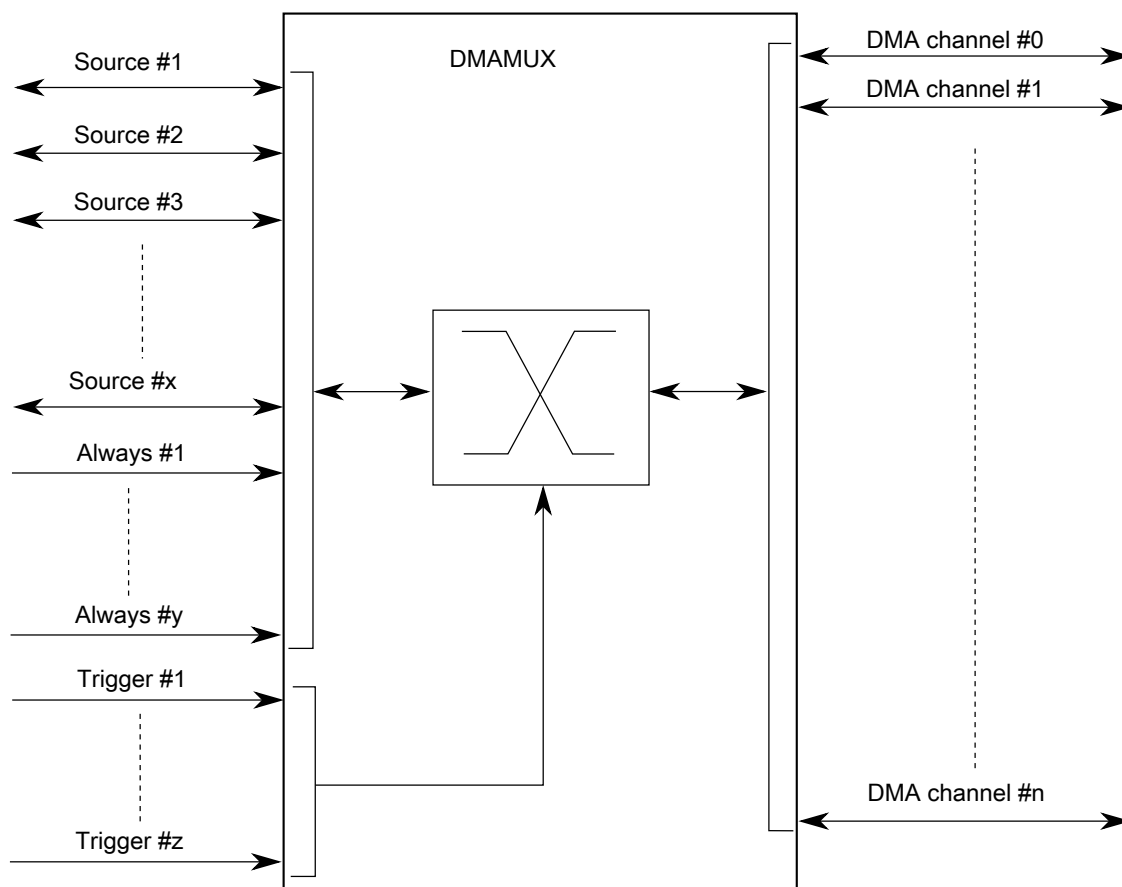 DMAMUX
Source #1
Source #2
Source #3
Source #x
Always #1
Always #y
Trigger #1
Trigger #z
DMA channel #0
DMA channel #1
DMA channel #n